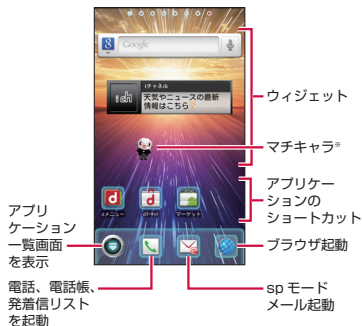 8 Google
iチャネル
ich
天気やニュースの最新
情報はこちら
ウィジェット
マチキャラ※
アプリケー
ションの
ショートカット
dメニュー
dマーケット
マーケット
アプリ
ケーション
一覧画面
を表示
ブラウザ起動
電話、電話帳、
発着信リスト
を起動
sp モード
メール起動